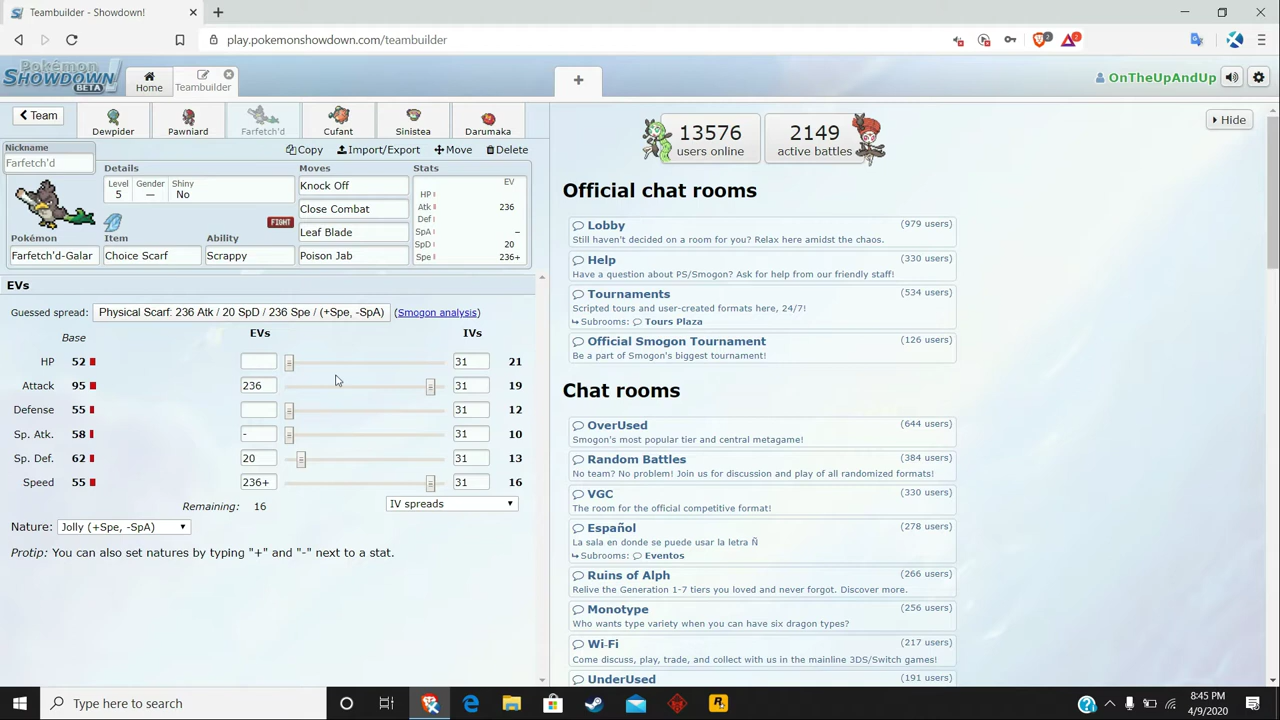 Teambuilder - Showdown!
play.pokemonshowdown.com/teambuilder
2
2
Pokémon
SHOWDOWN!
BETA
Home
Teambuilder
+
OnTheUpAndUp
Team
Dewpider
Pawniard
Farfetch'd
Cufant
Sinistea
Darumaka
Copy
Import/Export
Move
Delete
Nickname
Farfetch'd
Details
Level
5
Gender
—
Shiny
No
FIGHT
Pokémon
Farfetch'd-Galar
Item
Choice Scarf
Ability
Scrappy
Moves
Knock Off
Close Combat
Leaf Blade
Poison Jab
Stats
EV
HP
Atk 236
Def
SpA –
SpD 20
Spe 236+
EVs
Guessed spread: Physical Scarf: 236 Atk / 20 SpD / 236 Spe / (+Spe, -SpA) (Smogon analysis)
Base EVs IVs
HP 52 31 21
Attack 95 236 31 19
Defense 55 31 12
Sp. Atk. 58 - 31 10
Sp. Def. 62 20 31 13
Speed 55 236+ 31 16
Remaining: 16
IV spreads
Nature: Jolly (+Spe, -SpA)
Protip: You can also set natures by typing "+" and "-" next to a stat.
13576
users online
2149
active battles
Hide
Official chat rooms
Lobby (979 users)
Still haven't decided on a room for you? Relax here amidst the chaos.
Help (330 users)
Have a question about PS/Smogon? Ask for help from our friendly staff!
Tournaments (534 users)
Scripted tours and user-created formats here, 24/7!
Subrooms: Tours Plaza
Official Smogon Tournament (126 users)
Be a part of Smogon's biggest tournament!
Chat rooms
OverUsed (644 users)
Smogon's most popular tier and central metagame!
Random Battles (384 users)
No team? No problem! Join us for discussion and play of all randomized formats!
VGC (330 users)
The room for the official competitive format!
Español (278 users)
La sala en donde se puede usar la letra Ñ
Subrooms: Eventos
Ruins of Alph (266 users)
Relive the Generation 1-7 tiers you loved and never forgot. Discover more.
Monotype (256 users)
Who wants type variety when you can have six dragon types?
Wi-Fi (217 users)
Come discuss, play, trade, and collect with us in the mainline 3DS/Switch games!
UnderUsed (191 users)
Type here to search
8:45 PM
4/9/2020